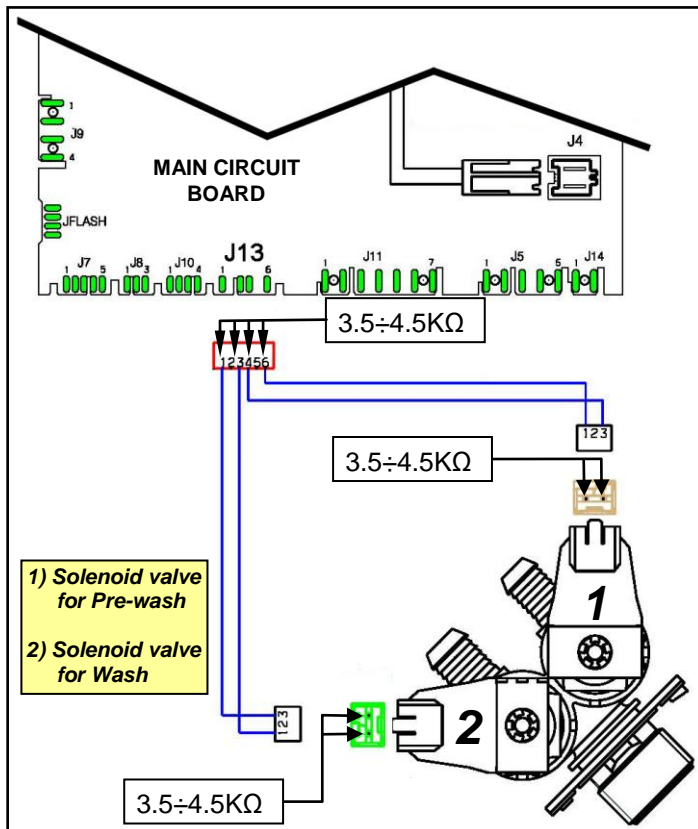 1
J9
4
J4
MAIN CIRCUIT
BOARD
JFLASH
J7
J8
J10
J13
J11
J5
J14
1 5 1 3 1 4 1 6 1 7 1 5 1
3.5÷4.5KΩ
123456
123
3.5÷4.5KΩ
1
1) Solenoid valve
for Pre-wash
2) Solenoid valve
for Wash
123
2
3.5÷4.5KΩ